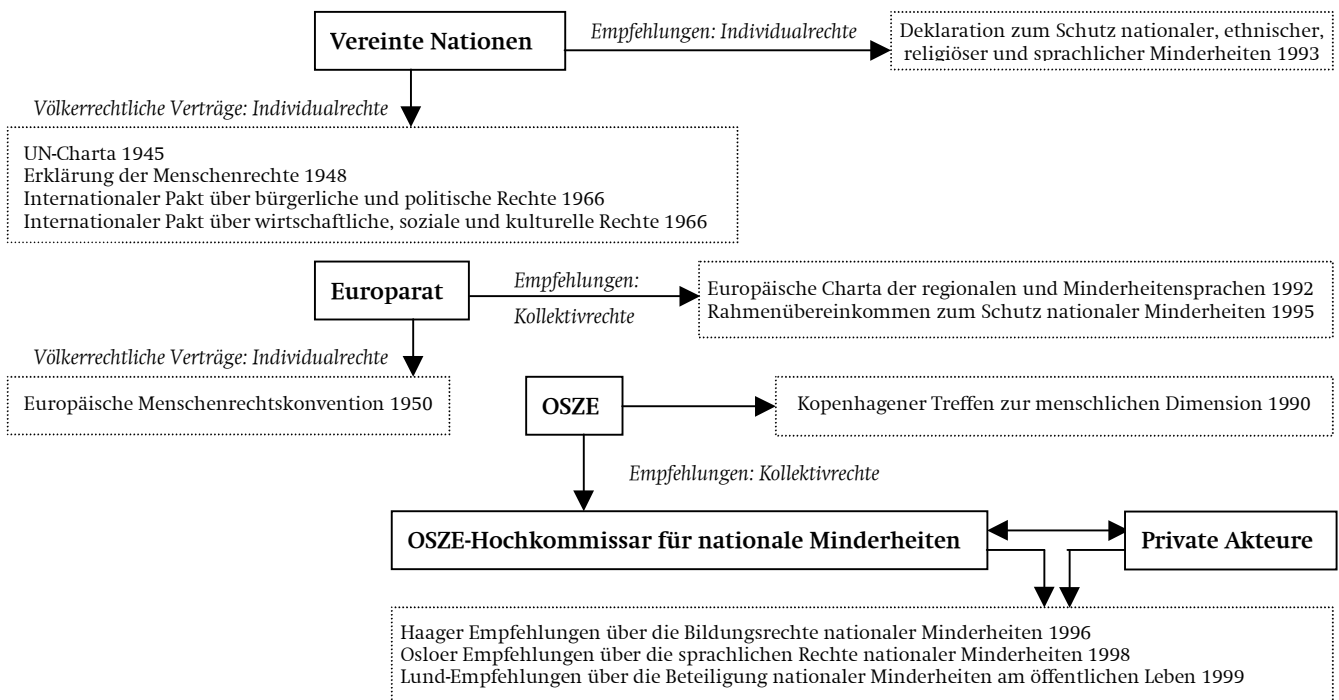 Vereinte Nationen
Empfehlungen: Individualrechte
Deklaration zum Schutz nationaler, ethnischer,
religiöser und sprachlicher Minderheiten 1993
Völkerrechtliche Verträge: Individualrechte
UN-Charta 1945
Erklärung der Menschenrechte 1948
Internationaler Pakt über bürgerliche und politische Rechte 1966
Internationaler Pakt über wirtschaftliche, soziale und kulturelle Rechte 1966
Europarat
Empfehlungen:
Kollektivrechte
Europäische Charta der regionalen und Minderheitensprachen 1992
Rahmenübereinkommen zum Schutz nationaler Minderheiten 1995
Völkerrechtliche Verträge: Individualrechte
Europäische Menschenrechtskonvention 1950
OSZE
Kopenhagener Treffen zur menschlichen Dimension 1990
Empfehlungen: Kollektivrechte
OSZE-Hochkommissar für nationale Minderheiten
Private Akteure
Haager Empfehlungen über die Bildungsrechte nationaler Minderheiten 1996
Osloer Empfehlungen über die sprachlichen Rechte nationaler Minderheiten 1998
Lund-Empfehlungen über die Beteiligung nationaler Minderheiten am öffentlichen Leben 1999